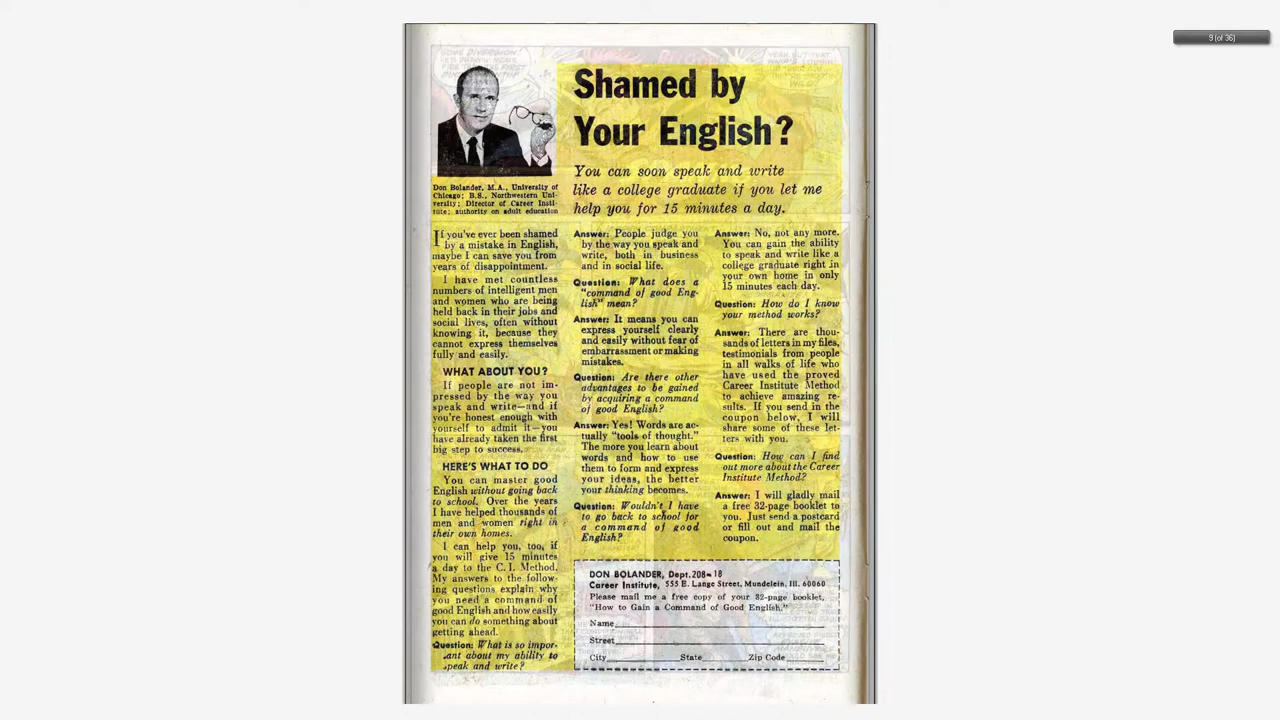 9 (of 36)
Shamed by
Your English?
You can soon speak and write
like a college graduate if you let me
help you for 15 minutes a day.
Don Bolander, M.A., University of
Chicago; B.S., Northwestern Uni-
versity; Director of Career Insti-
tute; authority on adult education
If you've ever been shamed
by a mistake in English,
maybe I can save you from
years of disappointment.
I have met countless
numbers of intelligent men
and women who are being
held back in their jobs and
social lives, often without
knowing it, because they
cannot express themselves
fully and easily.
WHAT ABOUT YOU?
If people are not im-
pressed by the way you
speak and write—and if
you're honest enough with
yourself to admit it—you
have already taken the first
big step to success.
HERE'S WHAT TO DO
You can master good
English without going back
to school. Over the years
I have helped thousands of
men and women right in
their own homes.
I can help you, too, if
you will give 15 minutes
a day to the C.I. Method.
My answers to the follow-
ing questions explain why
you need a command of
good English and how easily
you can do something about
getting ahead.
Question: What is so impor-
tant about my ability to
speak and write?
Answer: People judge you
by the way you speak and
write, both in business
and in social life.
Question: What does a
"command of good Eng-
lish" mean?
Answer: It means you can
express yourself clearly
and easily without fear of
embarrassment or making
mistakes.
Question: Are there other
advantages to be gained
by acquiring a command
of good English?
Answer: Yes! Words are ac-
tually "tools of thought."
The more you learn about
words and how to use
them to form and express
your ideas, the better
your thinking becomes.
Question: Wouldn't I have
to go back to school for
a command of good
English?
Answer: No, not any more.
You can gain the ability
to speak and write like a
college graduate right in
your own home in only
15 minutes each day.
Question: How do I know
your method works?
Answer: There are thou-
sands of letters in my files,
testimonials from people
in all walks of life who
have used the proved
Career Institute Method
to achieve amazing re-
sults. If you send in the
coupon below, I will
share some of these let-
ters with you.
Question: How can I find
out more about the Career
Institute Method?
Answer: I will gladly mail
a free 32-page booklet to
you. Just send a postcard
or fill out and mail the
coupon.
DON BOLANDER, Dept. 208-18
Career Institute, 555 E. Lange Street, Mundelein, Ill. 60060
Please mail me a free copy of your 32-page booklet,
"How to Gain a Command of Good English."
Name
Street
City State Zip Code